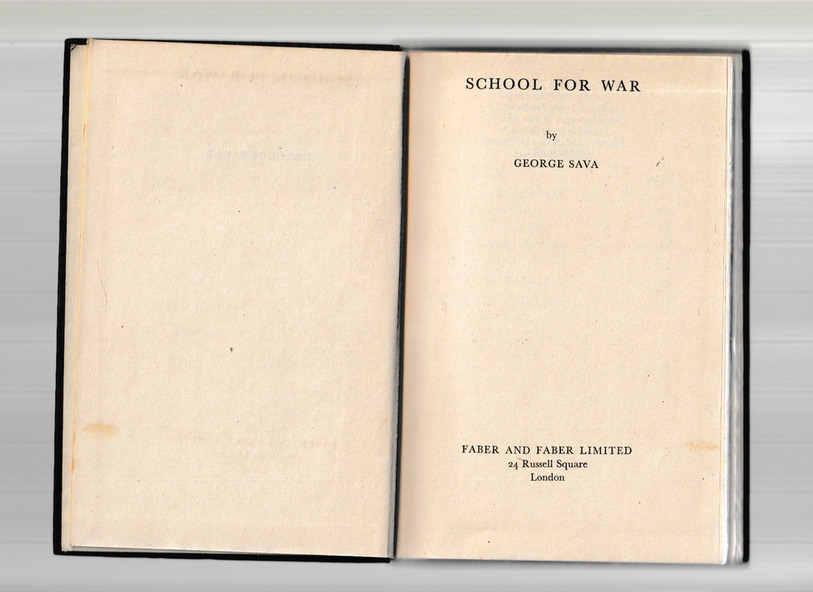 SCHOOL FOR WAR
by
GEORGE SAVA
FABER AND FABER LIMITED
24 Russell Square
London